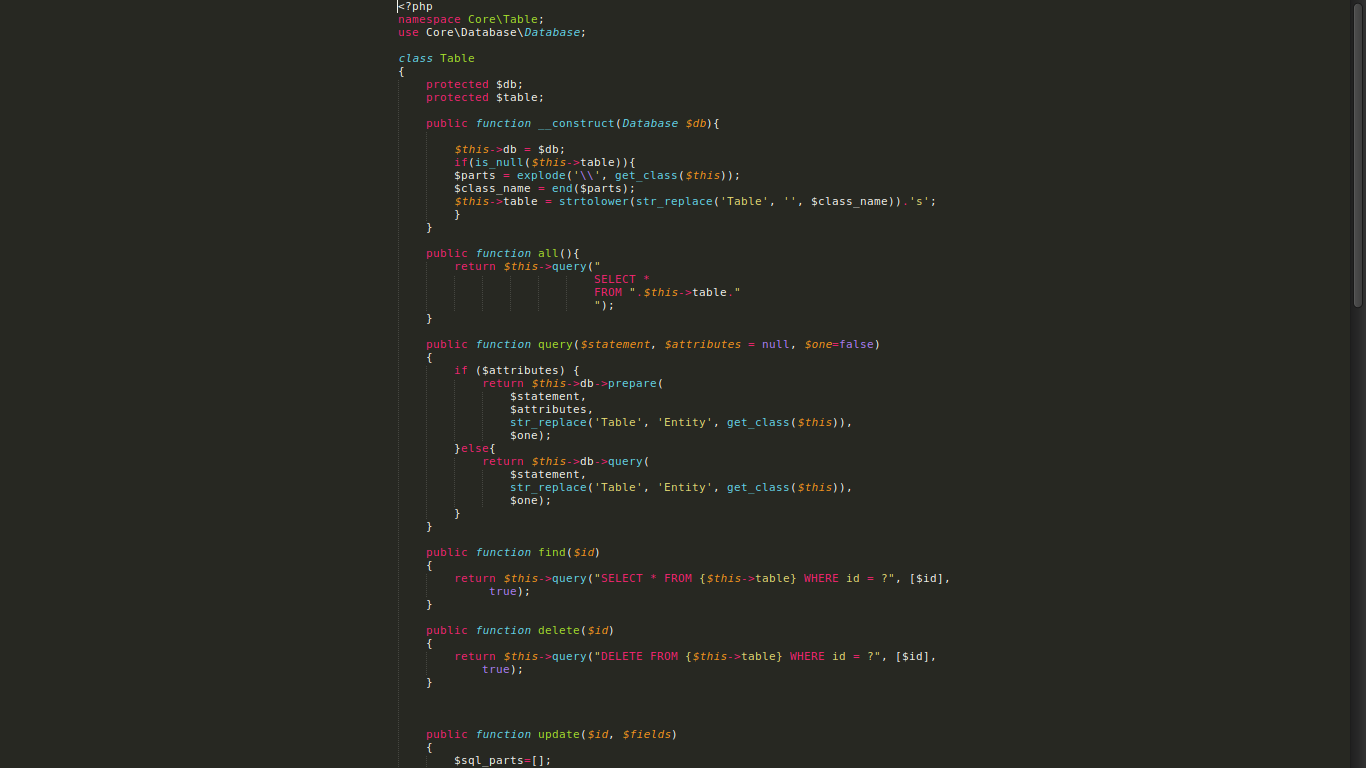 <?php
namespace Core\Table;
use Core\Database\Database;
class Table
{
protected $db;
protected $table;
public function __construct(Database $db){
$this->db = $db;
if(is_null($this->table)){
$parts = explode('\\', get_class($this));
$class_name = end($parts);
$this->table = strtolower(str_replace('Table', '', $class_name)).'s';
}
}
public function all(){
return $this->query("
SELECT *
FROM ".$this->table."
");
}
public function query($statement, $attributes = null, $one=false)
{
if ($attributes) {
return $this->db->prepare(
$statement,
$attributes,
str_replace('Table', 'Entity', get_class($this)),
$one);
}else{
return $this->db->query(
$statement,
str_replace('Table', 'Entity', get_class($this)),
$one);
}
}
public function find($id)
{
return $this->query("SELECT * FROM {$this->table} WHERE id = ?", [$id],
true);
}
public function delete($id)
{
return $this->query("DELETE FROM {$this->table} WHERE id = ?", [$id],
true);
}
public function update($id, $fields)
{
$sql_parts=[];